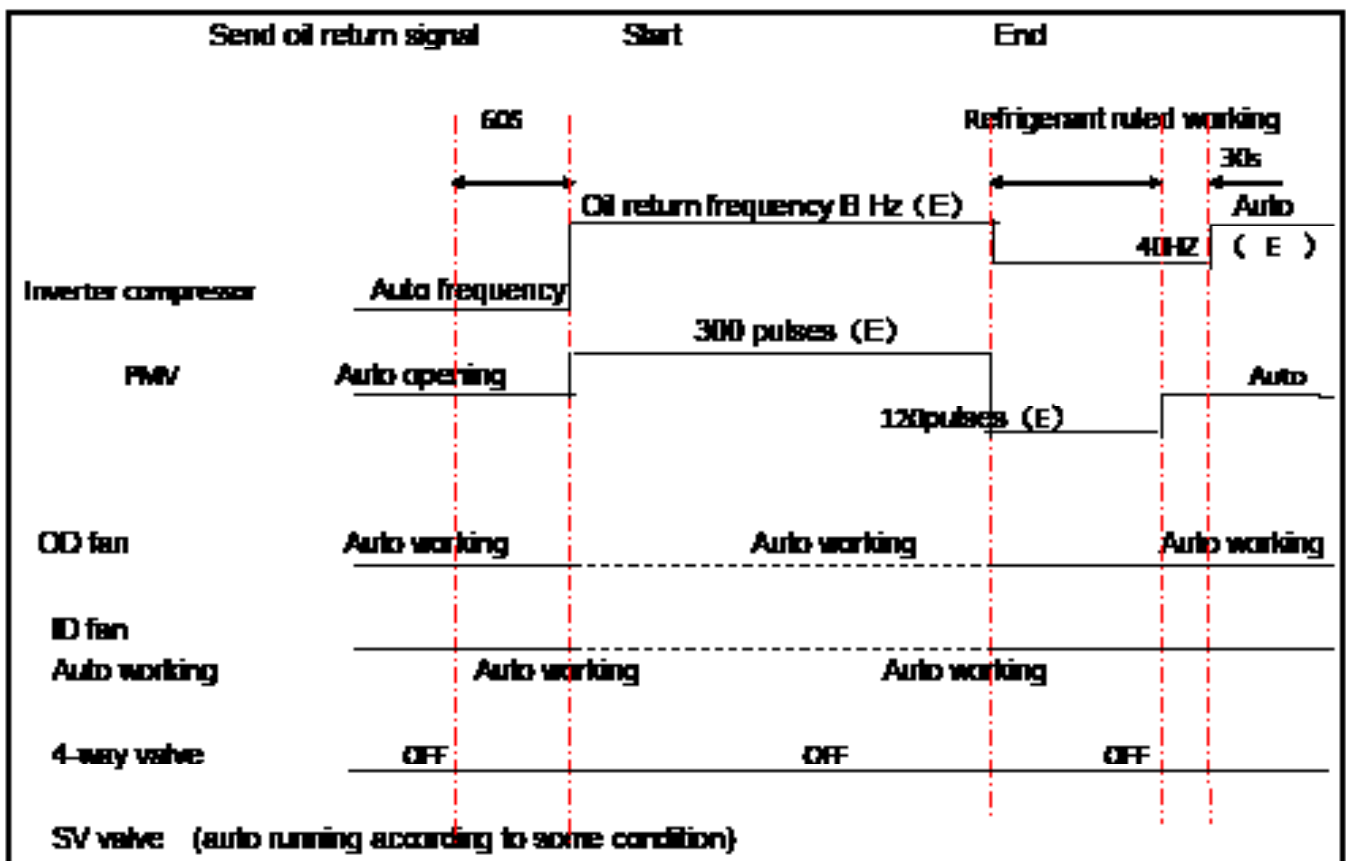 Send oil return signal Start End
60S Refrigerant ruled working
30s
Oil return frequency B Hz (E) Auto
40HZ ( E )
Inverter compressor Auto frequency
300 pulses (E)
PMV Auto opening Auto
120pulses (E)
OD fan Auto working Auto working Auto working
ID fan
Auto working Auto working Auto working
4-way valve OFF OFF OFF
SV valve (auto running according to some condition)